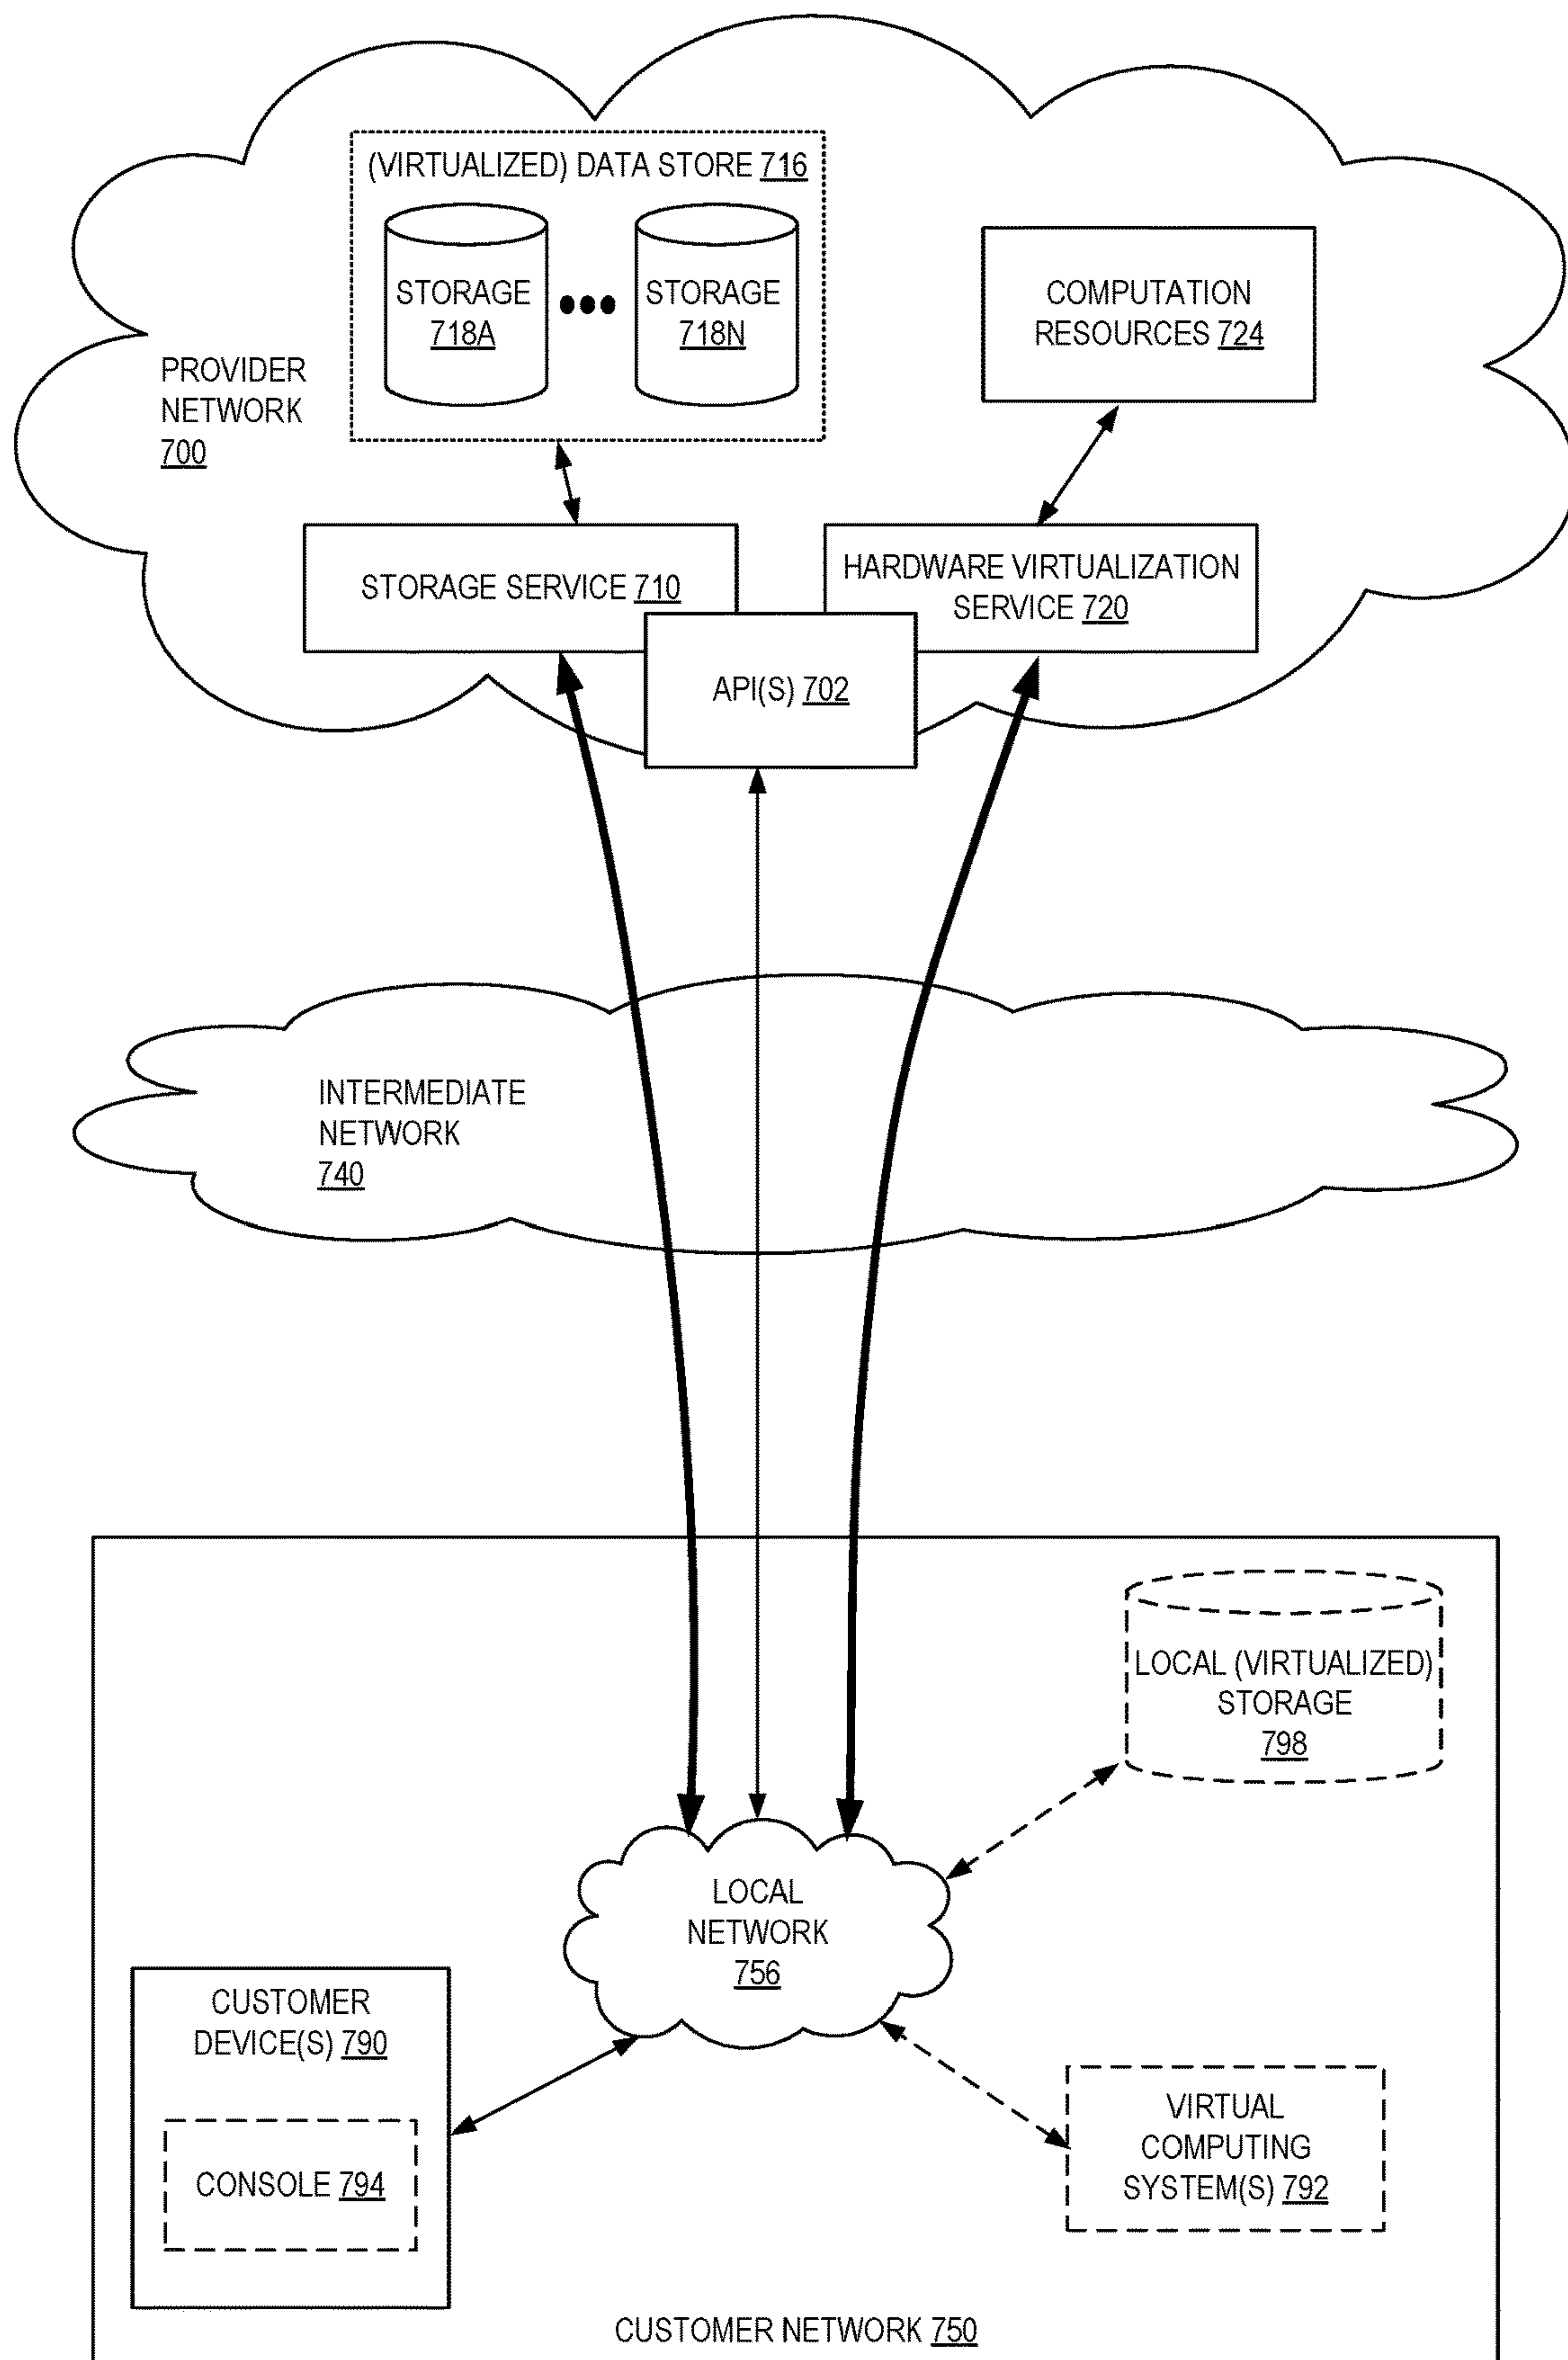 (VIRTUALIZED) DATA STORE 716
STORAGE
718A
STORAGE
718N
COMPUTATION
RESOURCES 724
PROVIDER
NETWORK
700
STORAGE SERVICE 710
HARDWARE VIRTUALIZATION
SERVICE 720
API(S) 702
INTERMEDIATE
NETWORK
740
LOCAL (VIRTUALIZED)
STORAGE
798
LOCAL
NETWORK
756
CUSTOMER
DEVICE(S) 790
CONSOLE 794
VIRTUAL
COMPUTING
SYSTEM(S) 792
CUSTOMER NETWORK 750